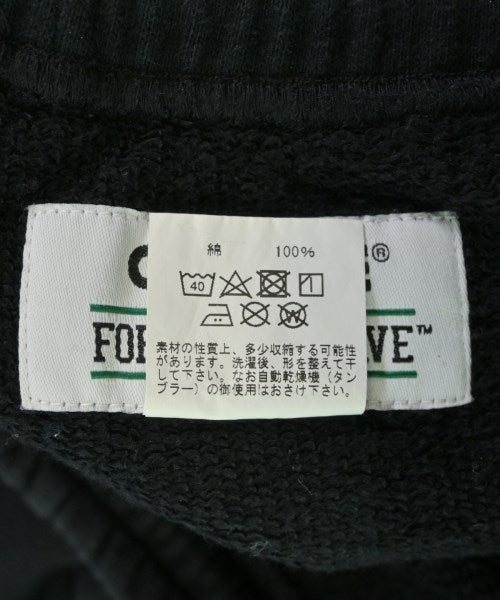 綿 100%
®
40
W
素材の性質上、多少収縮する可能性
があります。洗濯後、形を整えて干
して下さい。なお自動乾燥機（タン
ブラー）の御使用はおさけ下さい。